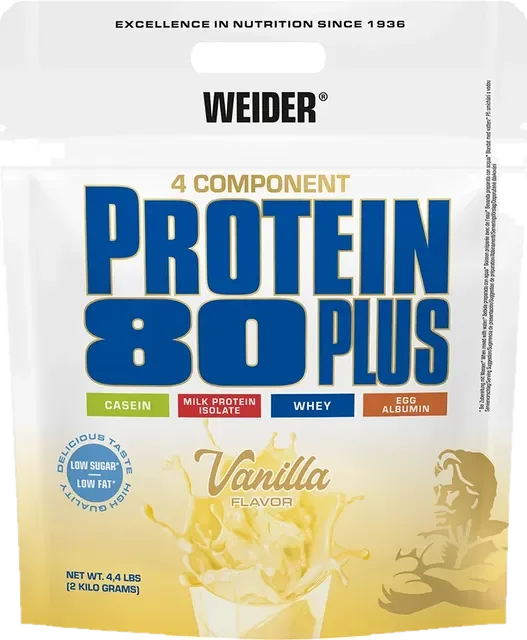 EXCELLENCE IN NUTRITION SINCE 1936
WEIDER®
4 COMPONENT
PROTEIN
80 PLUS
CASEIN
MILK PROTEIN
ISOLATE
WHEY
EGG
ALBUMIN
DELICIOUS TASTE
LOW SUGAR*
LOW FAT*
HIGH QUALITY
Vanilla
FLAVOR
NET WT. 4,4 LBS
(2 KILO GRAMS)